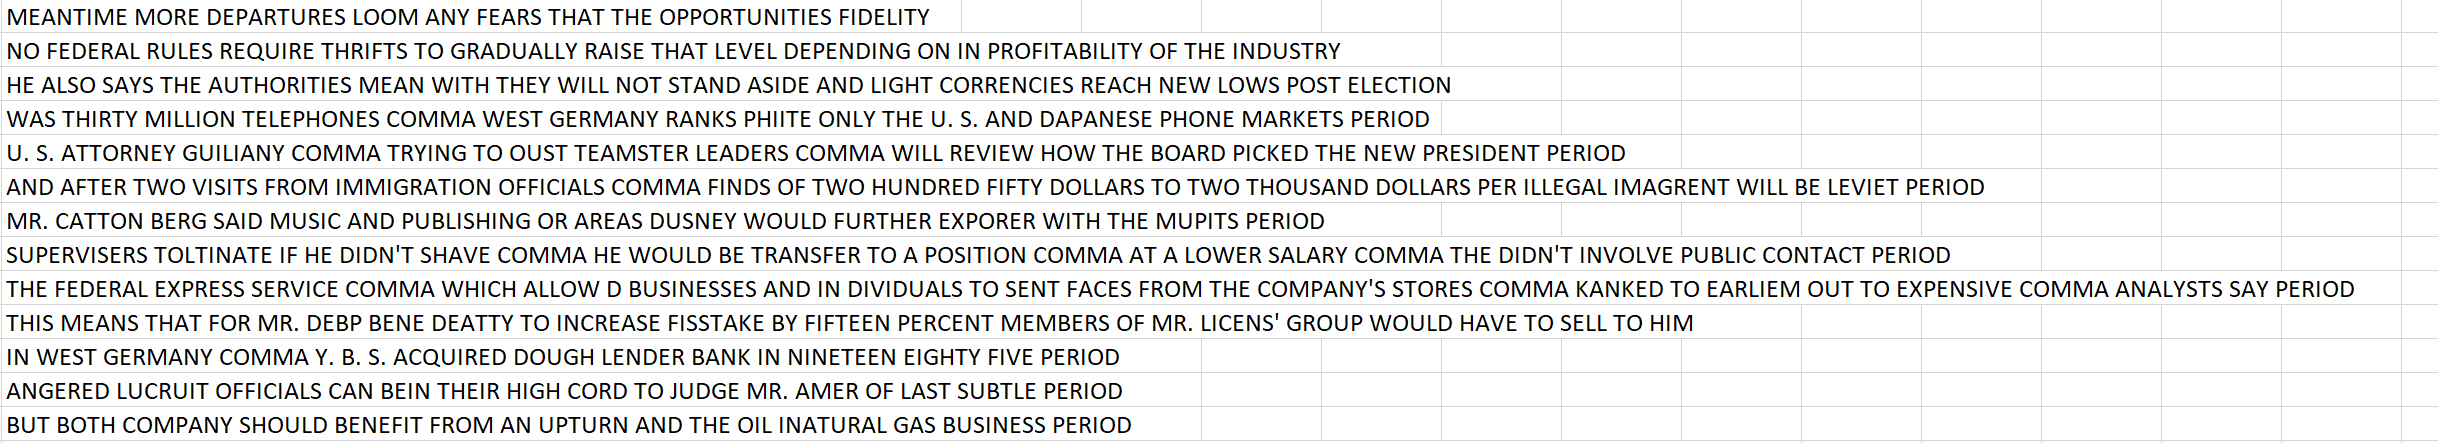 MEANTIME MORE DEPARTURES LOOM ANY FEARS THAT THE OPPORTUNITIES FIDELITY
NO FEDERAL RULES REQUIRE THRIFTS TO GRADUALLY RAISE THAT LEVEL DEPENDING ON IN PROFITABILITY OF THE INDUSTRY
HE ALSO SAYS THE AUTHORITIES MEAN WITH THEY WILL NOT STAND ASIDE AND LIGHT CORRENCIES REACH NEW LOWS POST ELECTION
WAS THIRTY MILLION TELEPHONES COMMA WEST GERMANY RANKS PHIITE ONLY THE U. S. AND DAPANESE PHONE MARKETS PERIOD
U. S. ATTORNEY GUILIANY COMMA TRYING TO OUST TEAMSTER LEADERS COMMA WILL REVIEW HOW THE BOARD PICKED THE NEW PRESIDENT PERIOD
AND AFTER TWO VISITS FROM IMMIGRATION OFFICIALS COMMA FINDS OF TWO HUNDRED FIFTY DOLLARS TO TWO THOUSAND DOLLARS PER ILLEGAL IMAGRENT WILL BE LEVIET PERIOD
MR. CATTON BERG SAID MUSIC AND PUBLISHING OR AREAS DUSNEY WOULD FURTHER EXPORER WITH THE MUPITS PERIOD
SUPERVISERS TOLTINATE IF HE DIDN'T SHAVE COMMA HE WOULD BE TRANSFER TO A POSITION COMMA AT A LOWER SALARY COMMA THE DIDN'T INVOLVE PUBLIC CONTACT PERIOD
THE FEDERAL EXPRESS SERVICE COMMA WHICH ALLOW D BUSINESSES AND IN DIVIDUALS TO SENT FACES FROM THE COMPANY'S STORES COMMA KANKED TO EARLIEM OUT TO EXPENSIVE COMMA ANALYSTS SAY PERIOD
THIS MEANS THAT FOR MR. DEBP BENE DEATTY TO INCREASE FISSTAKE BY FIFTEEN PERCENT MEMBERS OF MR. LICENS' GROUP WOULD HAVE TO SELL TO HIM
IN WEST GERMANY COMMA Y. B. S. ACQUIRED DOUGH LENDER BANK IN NINETEEN EIGHTY FIVE PERIOD
ANGERED LUCRUIT OFFICIALS CAN BEIN THEIR HIGH CORD TO JUDGE MR. AMER OF LAST SUBTLE PERIOD
BUT BOTH COMPANY SHOULD BENEFIT FROM AN UPTURN AND THE OIL INATURAL GAS BUSINESS PERIOD